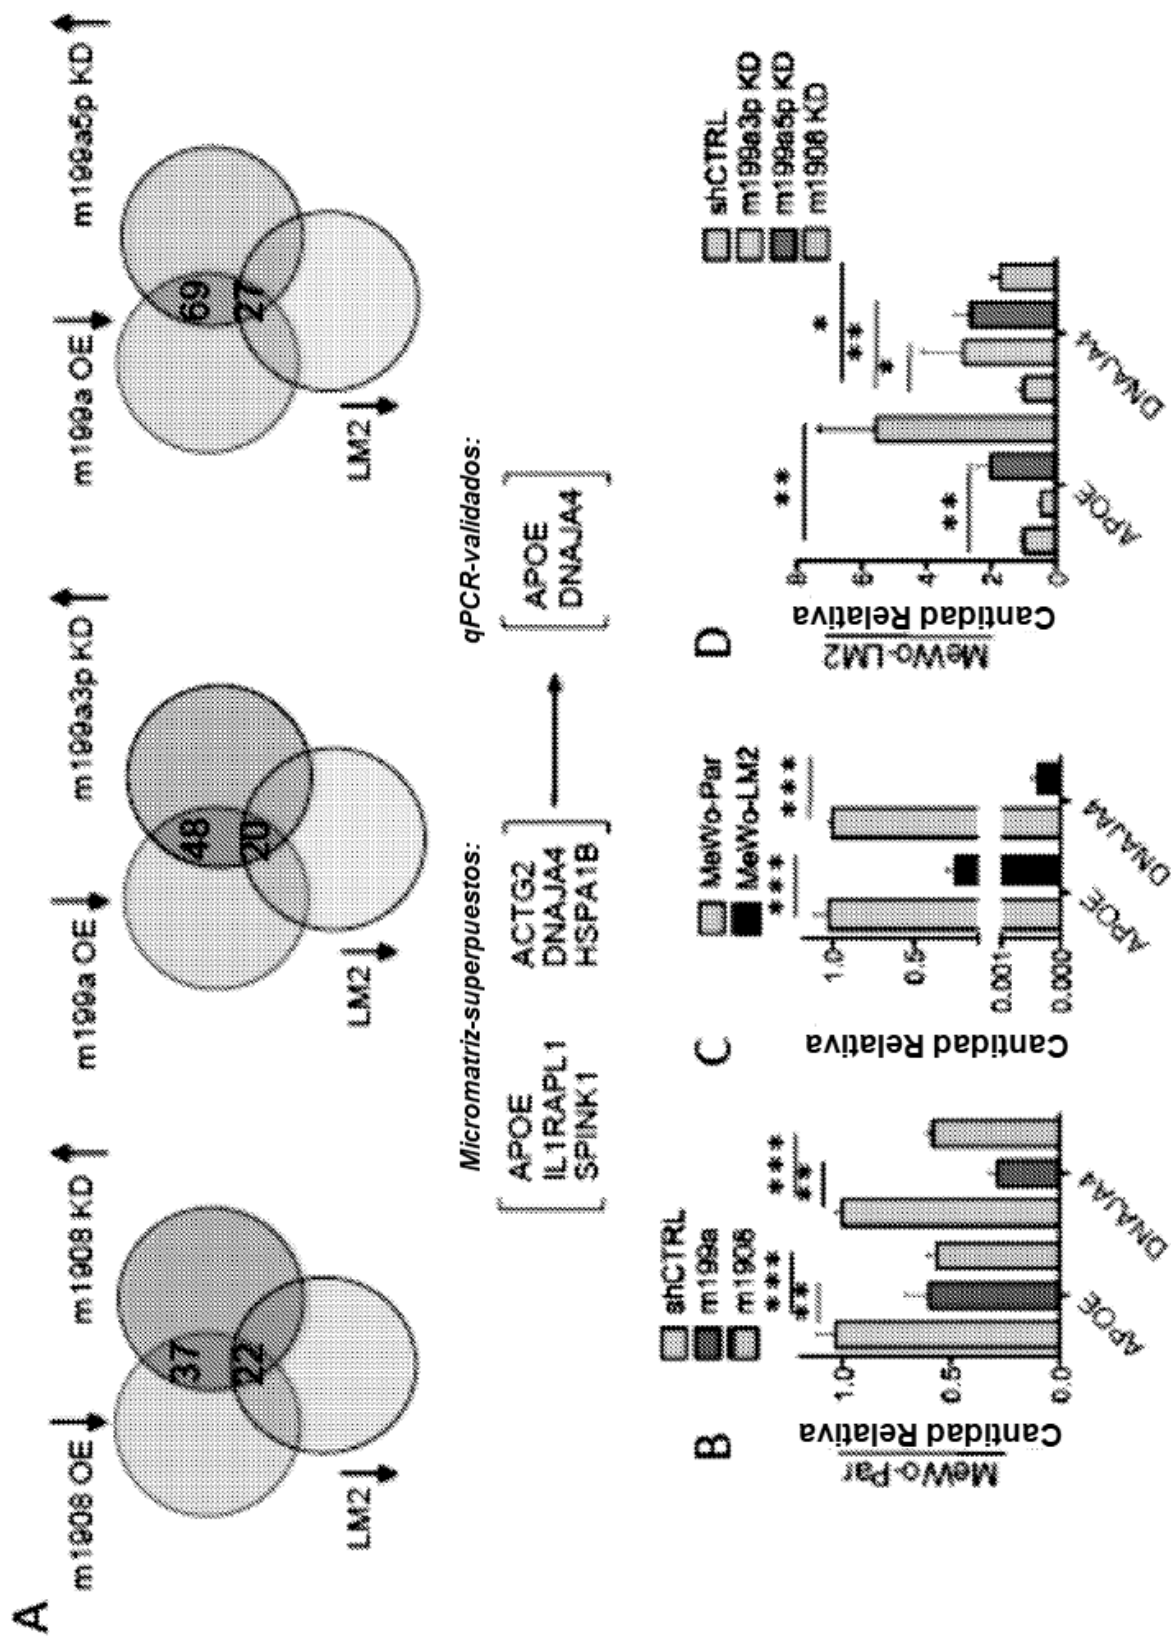 A
m1908 OE
m1908 KD
37
22
LM2
m199a OE
m199a3p KD
48
20
LM2
m199a OE
m199a5p KD
69
27
LM2
Micromatriz-superpuestos:
APOE
IL1RAPL1
SPINK1
ACTG2
DNAJA4
HSPA1B
qPCR-validados:
APOE
DNAJA4
B
MeWo-Par
Cantidad Relativa
1.0
0.5
0.0
shCTRL
m199a
m1908
***
**
***
**
APOE
DNAJA4
C
Cantidad Relativa
1.0
0.5
0.001
0.000
MeWo-Par
MeWo-LM2
***
***
APOE
DNAJA4
D
MeWo-LM2
Cantidad Relativa
8
6
4
2
0
shCTRL
m199a3p KD
m199a5p KD
m1908 KD
**
**
*
**
*
APOE
DNAJA4